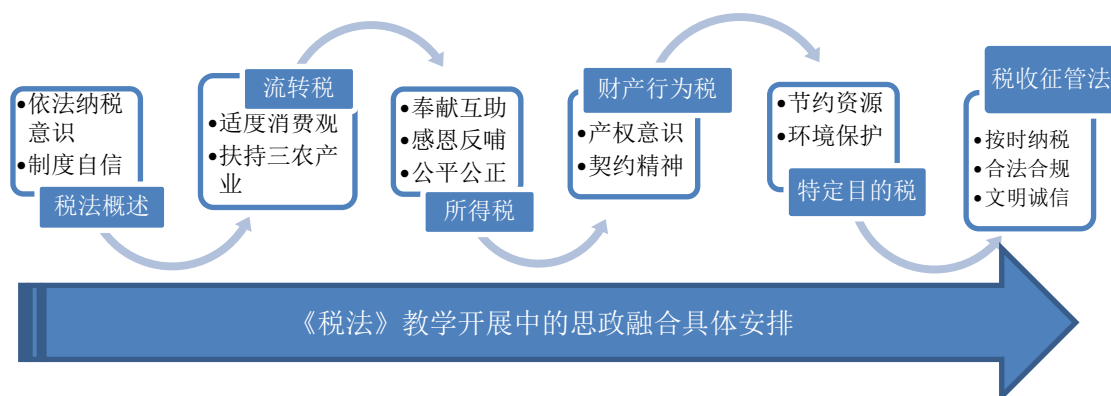 •依法纳税
意识
•制度自信
税法概述
流转税
•适度消费观
•扶持三农产
业
•奉献互助
•感恩反哺
•公平公正
所得税
财产行为税
•产权意识
•契约精神
•节约资源
•环境保护
特定目的税
税收征管法
•按时纳税
•合法合规
•文明诚信
《税法》教学开展中的思政融合具体安排